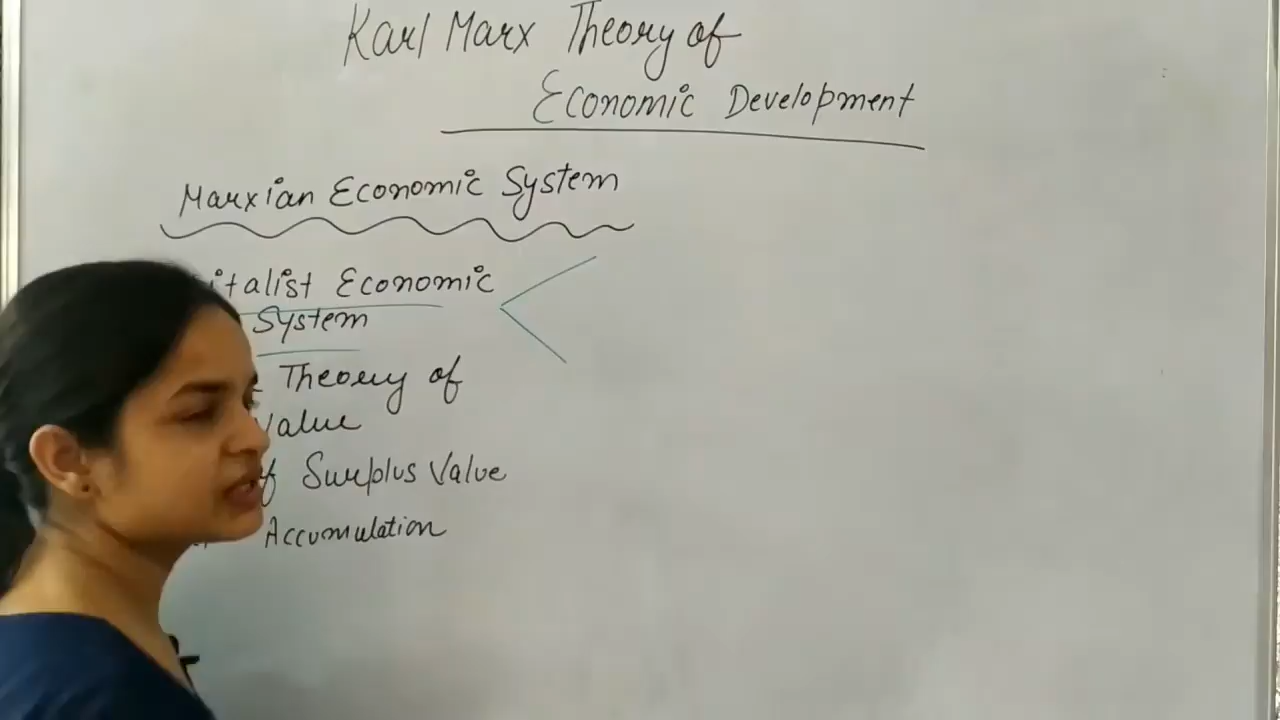 Karl Marx Theory of
Economic Development
Marxian Economic System
italist Economic
System
Theory of
Value
Surplus Value
Accumulation